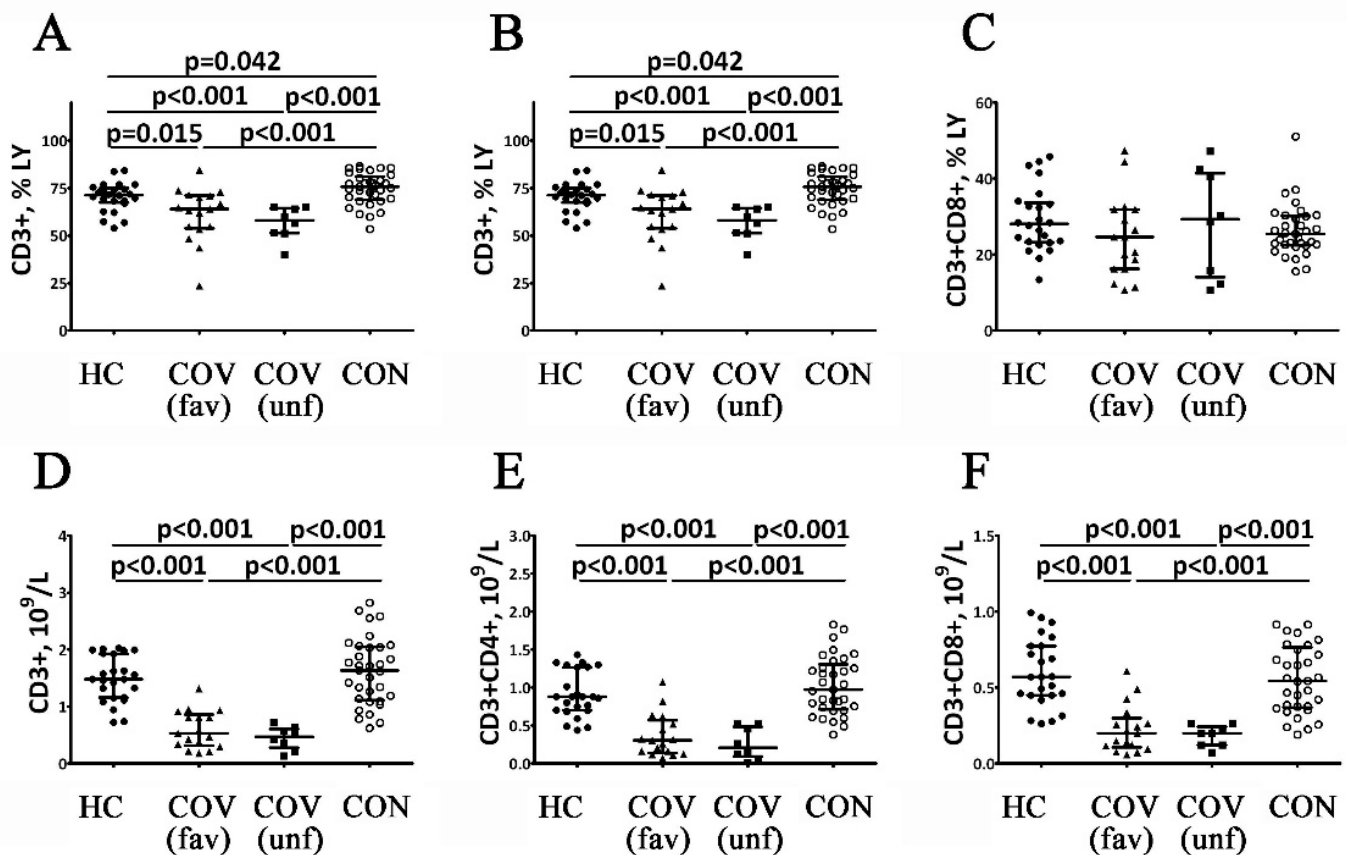 A
p=0.042
p<0.001 p<0.001
p=0.015 p<0.001
CD3+, % LY
100
75
50
25
0
HC COV (fav) COV (unf) CON
B
p=0.042
p<0.001 p<0.001
p=0.015 p<0.001
CD3+, % LY
100
75
50
25
0
HC COV (fav) COV (unf) CON
C
CD3+CD8+, % LY
60
40
20
0
HC COV (fav) COV (unf) CON
D
p<0.001 p<0.001
p<0.001 p<0.001
CD3+, 10⁹/L
4
3
2
1
0
HC COV (fav) COV (unf) CON
E
p<0.001 p<0.001
p<0.001 p<0.001
CD3+CD4+, 10⁹/L
3.0
2.5
2.0
1.5
1.0
0.5
0.0
HC COV (fav) COV (unf) CON
F
p<0.001 p<0.001
p<0.001 p<0.001
CD3+CD8+, 10⁹/L
1.5
1.0
0.5
0.0
HC COV (fav) COV (unf) CON